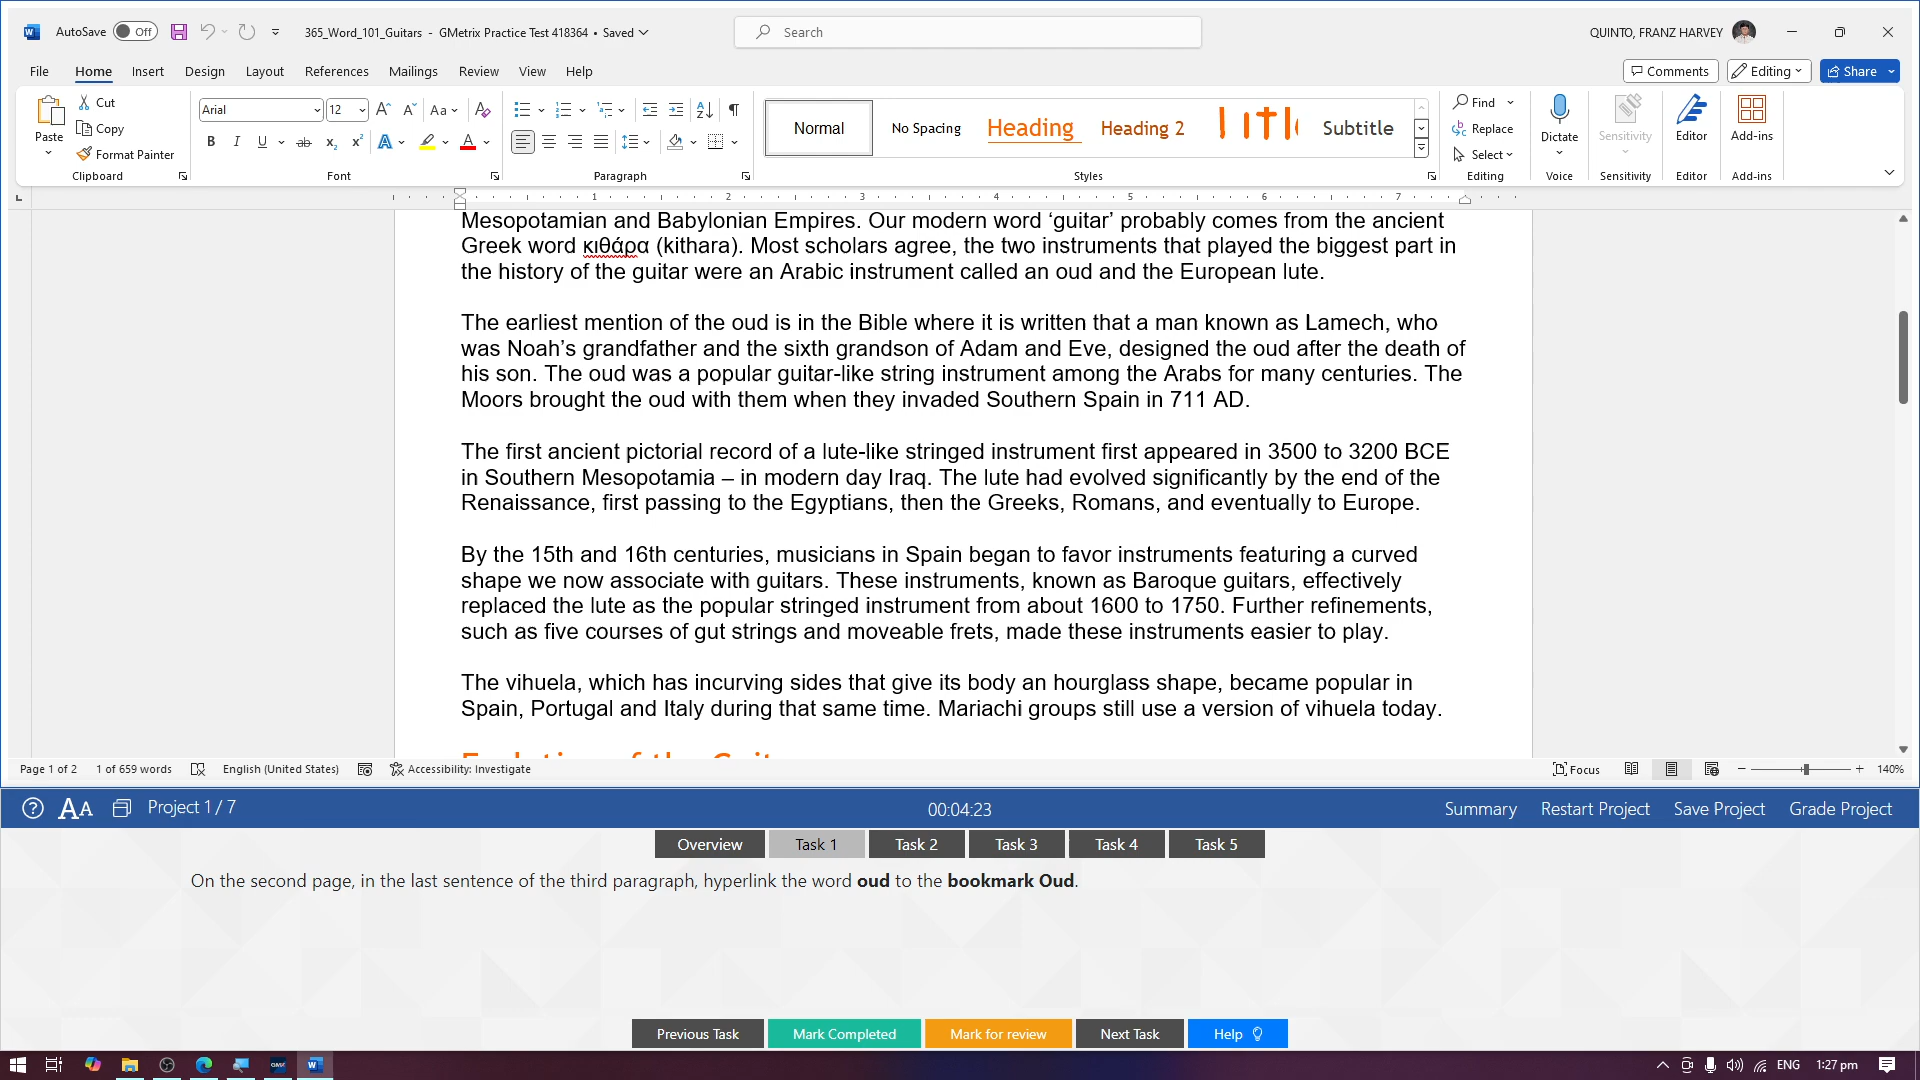 AutoSave Off 365_Word_101_Guitars - GMetrix Practice Test 418364 • Saved Search QUINTO, FRANZ HARVEY
File Home Insert Design Layout References Mailings Review View Help Comments Editing Share
Paste Cut Copy Format Painter
Arial 12
Normal No Spacing Heading Heading 2 Subtitle
Find Replace Select Dictate Sensitivity Editor Add-ins
Clipboard Font Paragraph Styles Editing Voice Sensitivity Editor Add-ins
1 2 3 4 5 6 7
Mesopotamian and Babylonian Empires. Our modern word ‘guitar’ probably comes from the ancient
Greek word κιθάρα (kithara). Most scholars agree, the two instruments that played the biggest part in
the history of the guitar were an Arabic instrument called an oud and the European lute.
The earliest mention of the oud is in the Bible where it is written that a man known as Lamech, who
was Noah’s grandfather and the sixth grandson of Adam and Eve, designed the oud after the death of
his son. The oud was a popular guitar-like string instrument among the Arabs for many centuries. The
Moors brought the oud with them when they invaded Southern Spain in 711 AD.
The first ancient pictorial record of a lute-like stringed instrument first appeared in 3500 to 3200 BCE
in Southern Mesopotamia – in modern day Iraq. The lute had evolved significantly by the end of the
Renaissance, first passing to the Egyptians, then the Greeks, Romans, and eventually to Europe.
By the 15th and 16th centuries, musicians in Spain began to favor instruments featuring a curved
shape we now associate with guitars. These instruments, known as Baroque guitars, effectively
replaced the lute as the popular stringed instrument from about 1600 to 1750. Further refinements,
such as five courses of gut strings and moveable frets, made these instruments easier to play.
The vihuela, which has incurving sides that give its body an hourglass shape, became popular in
Spain, Portugal and Italy during that same time. Mariachi groups still use a version of vihuela today.
Page 1 of 2 1 of 659 words English (United States) Accessibility: Investigate Focus 140%
Project 1 / 7 00:04:23 Summary Restart Project Save Project Grade Project
Overview Task 1 Task 2 Task 3 Task 4 Task 5
On the second page, in the last sentence of the third paragraph, hyperlink the word oud to the bookmark Oud.
Previous Task Mark Completed Mark for review Next Task Help
ENG 1:27 pm